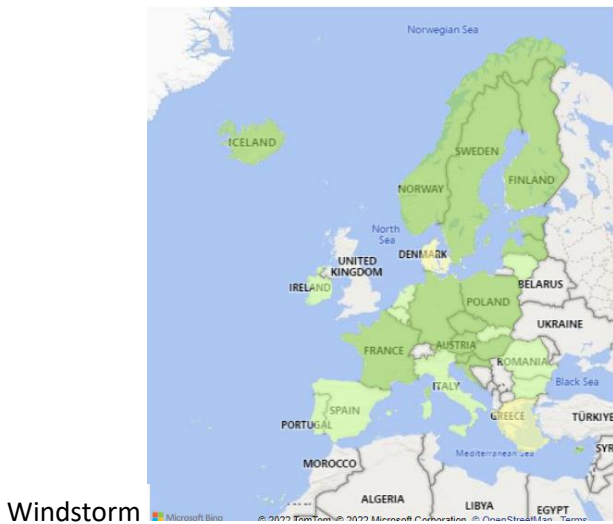 Norwegian Sea
ICELAND
SWEDEN
FINLAND
NORWAY
North
Sea
DENMARK
UNITED
KINGDOM
IRELAND
BELARUS
POLAND
UKRAINE
AUSTRIA
FRANCE
ROMANIA
ITALY
Black Sea
SPAIN
PORTUGAL
GREECE
TÜRKIYE
Mediterranean Sea
SYR
MOROCCO
ALGERIA
LIBYA
EGYPT
Windstorm
Microsoft Bing
© 2022 TomTom, © 2022 Microsoft Corporation, © OpenStreetMap Terms